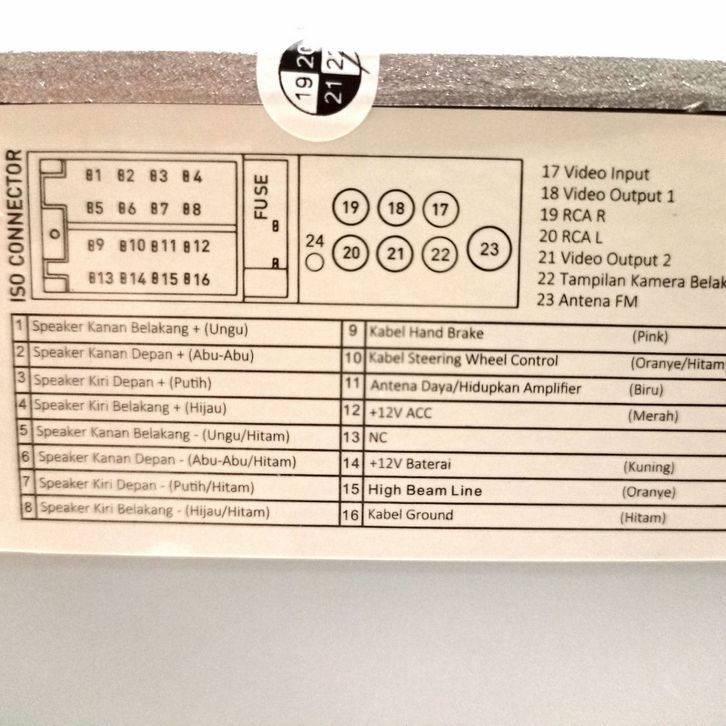 19 20
21 22
ISO CONNECTOR
B1 B2 B3 B4
B5 B6 B7 B8
B9 B10 B11 B12
B13 B14 B15 B16
FUSE
19 18 17
24
20 21 22 23
17 Video Input
18 Video Output 1
19 RCA R
20 RCA L
21 Video Output 2
22 Tampilan Kamera Belak
23 Antena FM
1 Speaker Kanan Belakang + (Ungu)
2 Speaker Kanan Depan + (Abu-Abu)
3 Speaker Kiri Depan + (Putih)
4 Speaker Kiri Belakang + (Hijau)
5 Speaker Kanan Belakang - (Ungu/Hitam)
6 Speaker Kanan Depan - (Abu-Abu/Hitam)
7 Speaker Kiri Depan - (Putih/Hitam)
8 Speaker Kiri Belakang - (Hijau/Hitam)
9 Kabel Hand Brake (Pink)
10 Kabel Steering Wheel Control (Oranye/Hitam
11 Antena Daya/Hidupkan Amplifier (Biru)
12 +12V ACC (Merah)
13 NC
14 +12V Baterai (Kuning)
15 High Beam Line (Oranye)
16 Kabel Ground (Hitam)